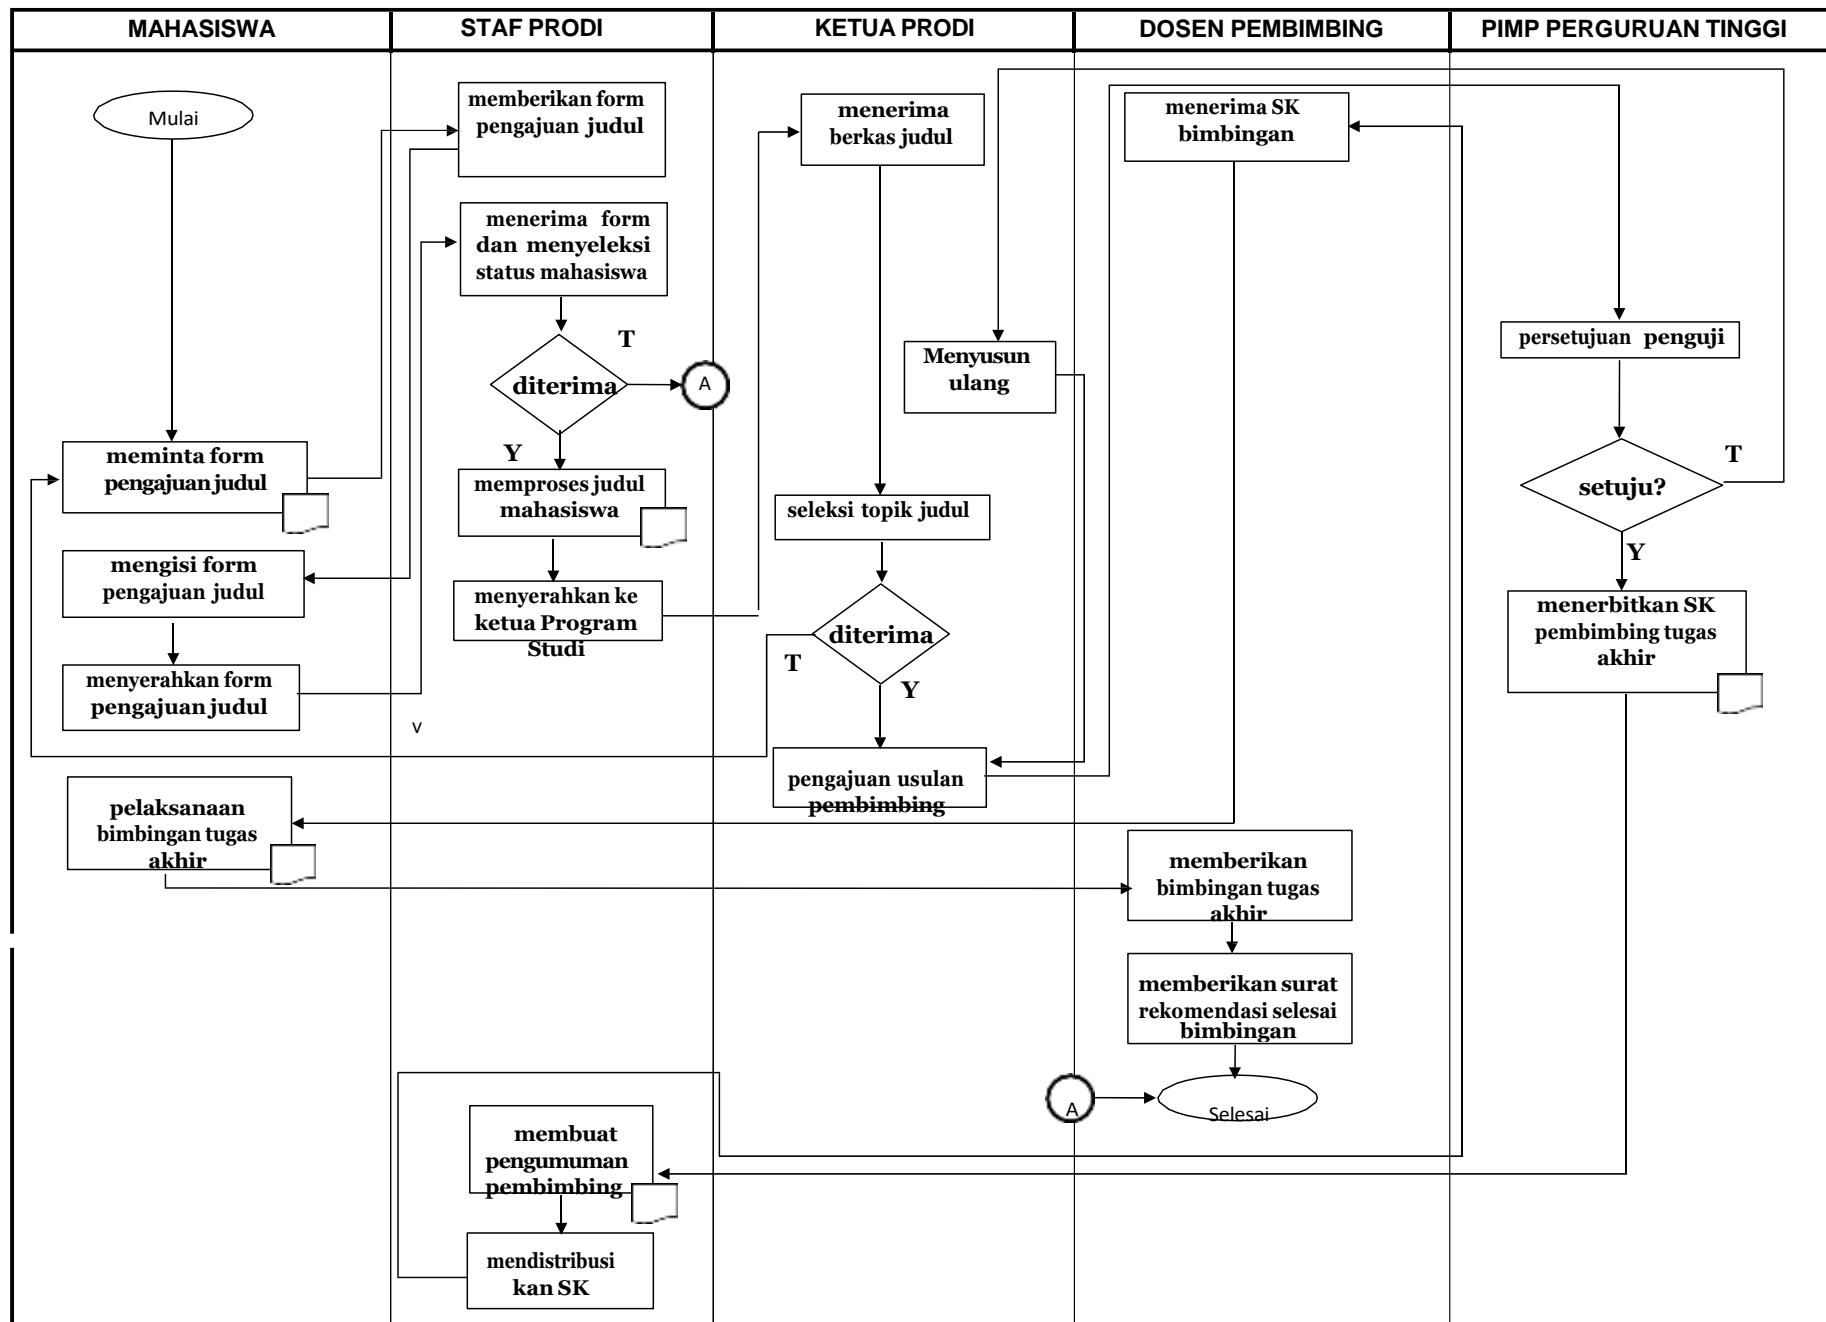 MAHASISWA
STAF PRODI
KETUA PRODI
DOSEN PEMBIMBING
PIMP PERGURUAN TINGGI
Mulai
meminta form
pengajuan judul
mengisi form
pengajuan judul
menyerahkan form
pengajuan judul
pelaksanaan
bimbingan tugas
akhir
memberikan form
pengajuan judul
menerima form
dan menyeleksi
status mahasiswa
T
diterima
A
Y
memproses judul
mahasiswa
menyerahkan ke
ketua Program
Studi
v
membuat
pengumuman
pembimbing
mendistribusi
kan SK
menerima
berkas judul
Menyusun
ulang
seleksi topik judul
diterima
T
Y
pengajuan usulan
pembimbing
menerima SK
bimbingan
memberikan
bimbingan tugas
akhir
memberikan surat
rekomendasi selesai
bimbingan
A
Selesai
persetujuan penguji
T
setuju?
Y
menerbitkan SK
pembimbing tugas
akhir